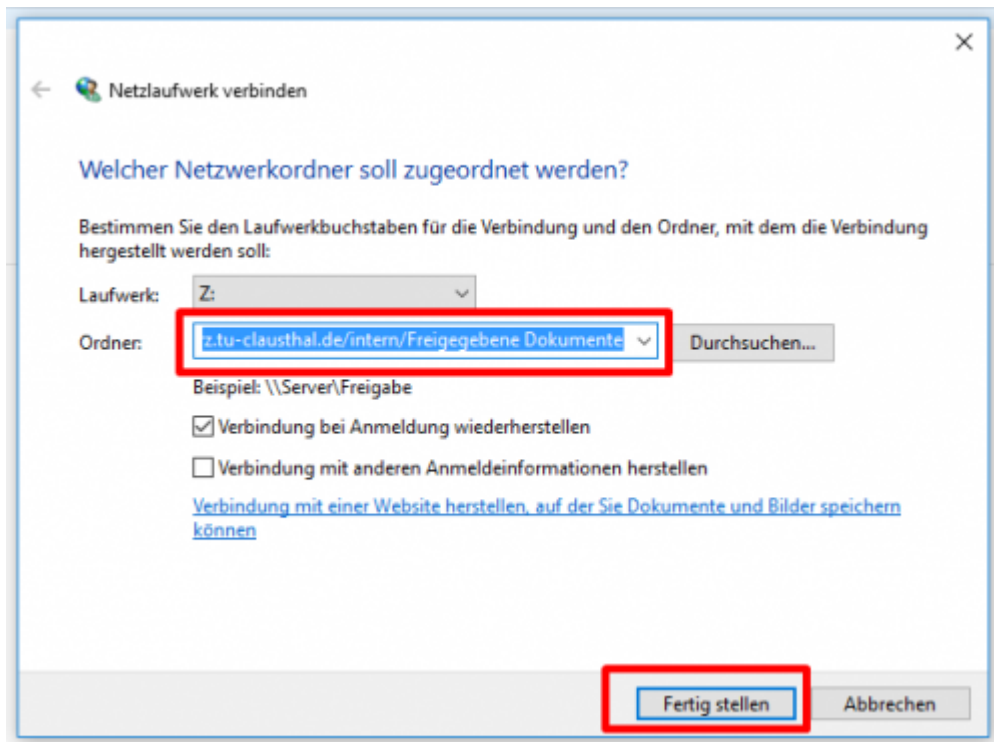 Netzlaufwerk verbinden
Welcher Netzwerkordner soll zugeordnet werden?
Bestimmen Sie den Laufwerkbuchstaben für die Verbindung und den Ordner, mit dem die Verbindung
hergestellt werden soll:
Laufwerk: Z:
Ordner: z.tu-clausthal.de/intern/Freigegebene Dokumente Durchsuchen...
Beispiel: \\Server\Freigabe
Verbindung bei Anmeldung wiederherstellen
Verbindung mit anderen Anmeldeinformationen herstellen
Verbindung mit einer Website herstellen, auf der Sie Dokumente und Bilder speichern
können
Fertig stellen Abbrechen